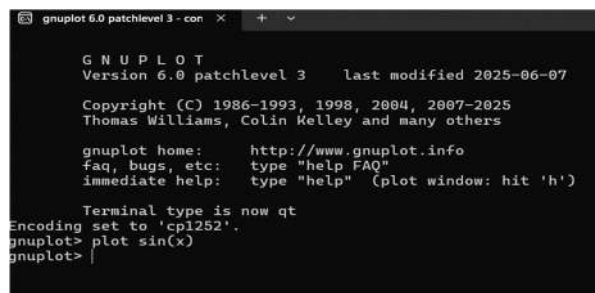 gnuplot 6.0 patchlevel 3 - con
G N U P L O T
Version 6.0 patchlevel 3 last modified 2025-06-07
Copyright (C) 1986-1993, 1998, 2004, 2007-2025
Thomas Williams, Colin Kelley and many others
gnuplot home: http://www.gnuplot.info
faq, bugs, etc: type "help FAQ"
immediate help: type "help" (plot window: hit 'h')
Terminal type is now qt
Encoding set to 'cp1252'.
gnuplot> plot sin(x)
gnuplot>